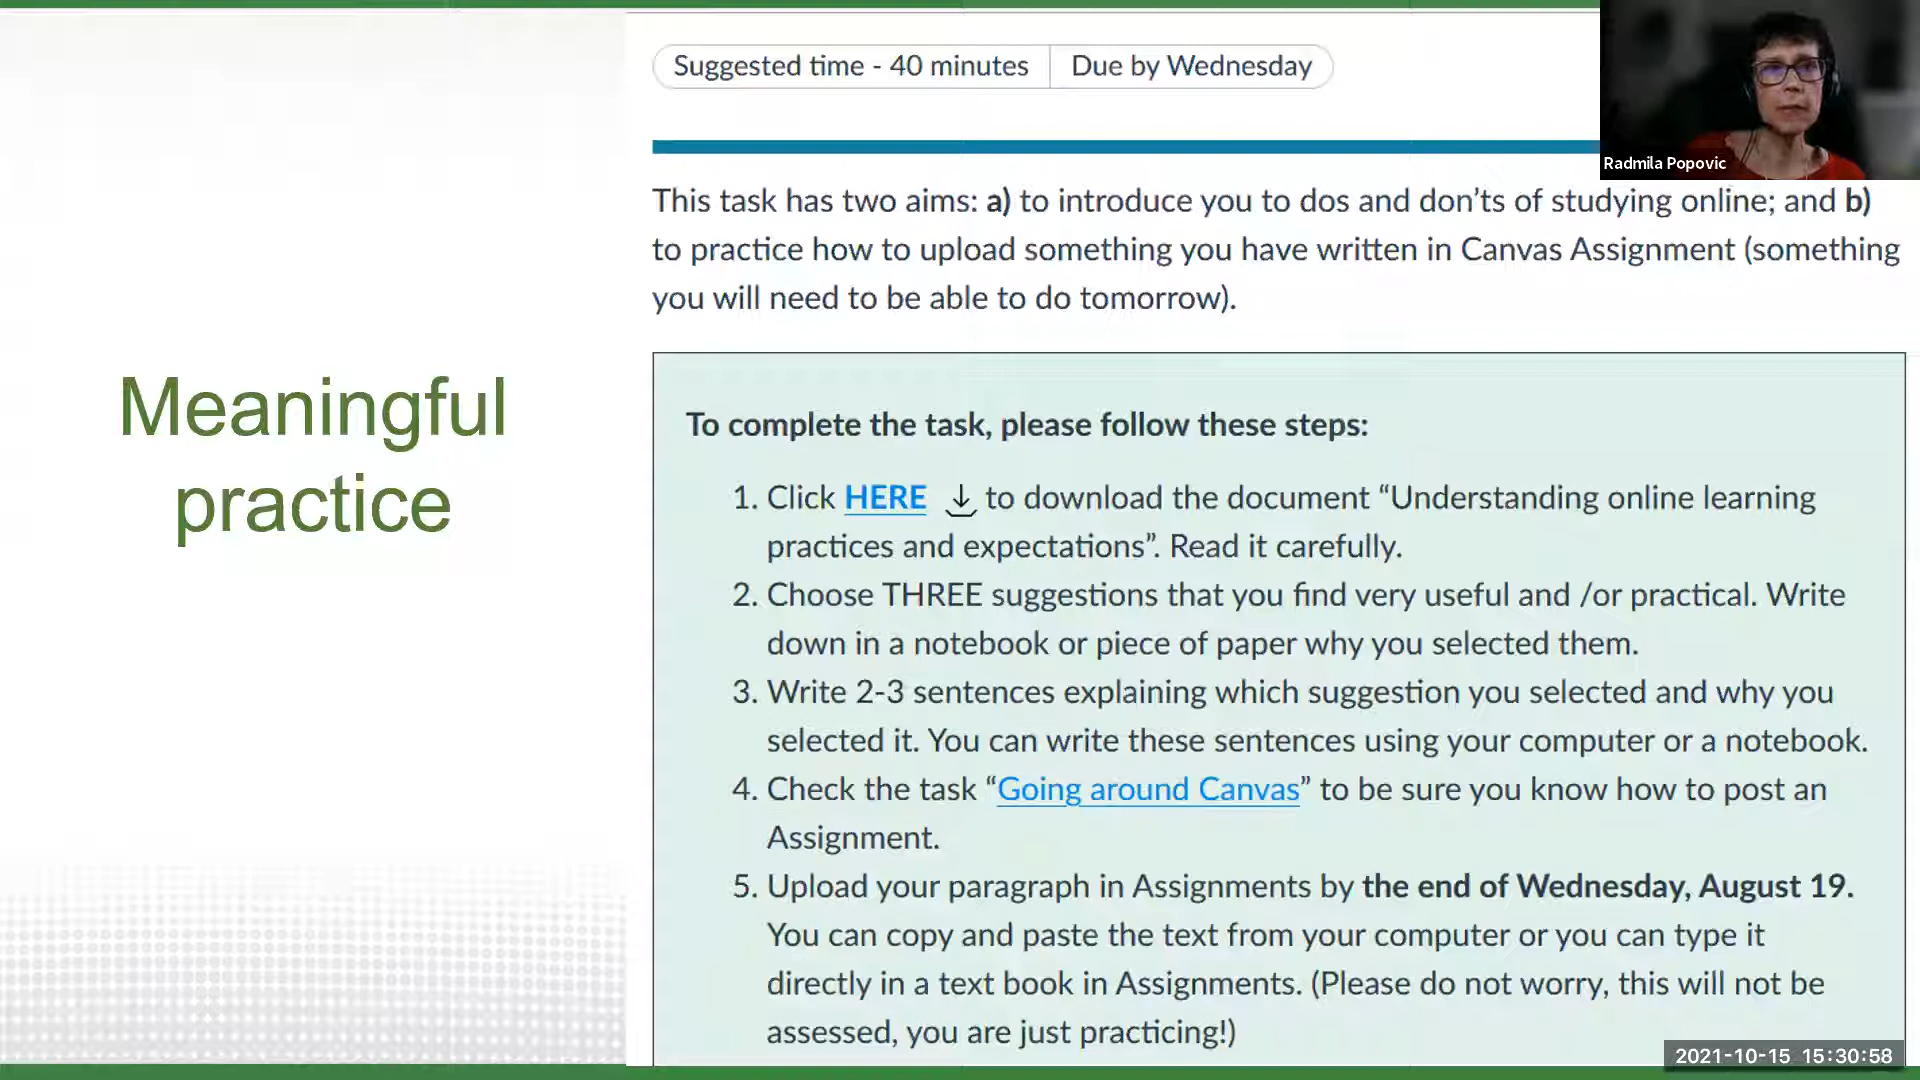 Meaningful
practice
Suggested time - 40 minutes
Due by Wednesday
Radmila Popovic
This task has two aims: a) to introduce you to dos and don’ts of studying online; and b)
to practice how to upload something you have written in Canvas Assignment (something
you will need to be able to do tomorrow).
To complete the task, please follow these steps:
1. Click HERE to download the document “Understanding online learning
practices and expectations”. Read it carefully.
2. Choose THREE suggestions that you find very useful and /or practical. Write
down in a notebook or piece of paper why you selected them.
3. Write 2-3 sentences explaining which suggestion you selected and why you
selected it. You can write these sentences using your computer or a notebook.
4. Check the task “Going around Canvas” to be sure you know how to post an
Assignment.
5. Upload your paragraph in Assignments by the end of Wednesday, August 19.
You can copy and paste the text from your computer or you can type it
directly in a text book in Assignments. (Please do not worry, this will not be
assessed, you are just practicing!)
2021-10-15 15:30:58